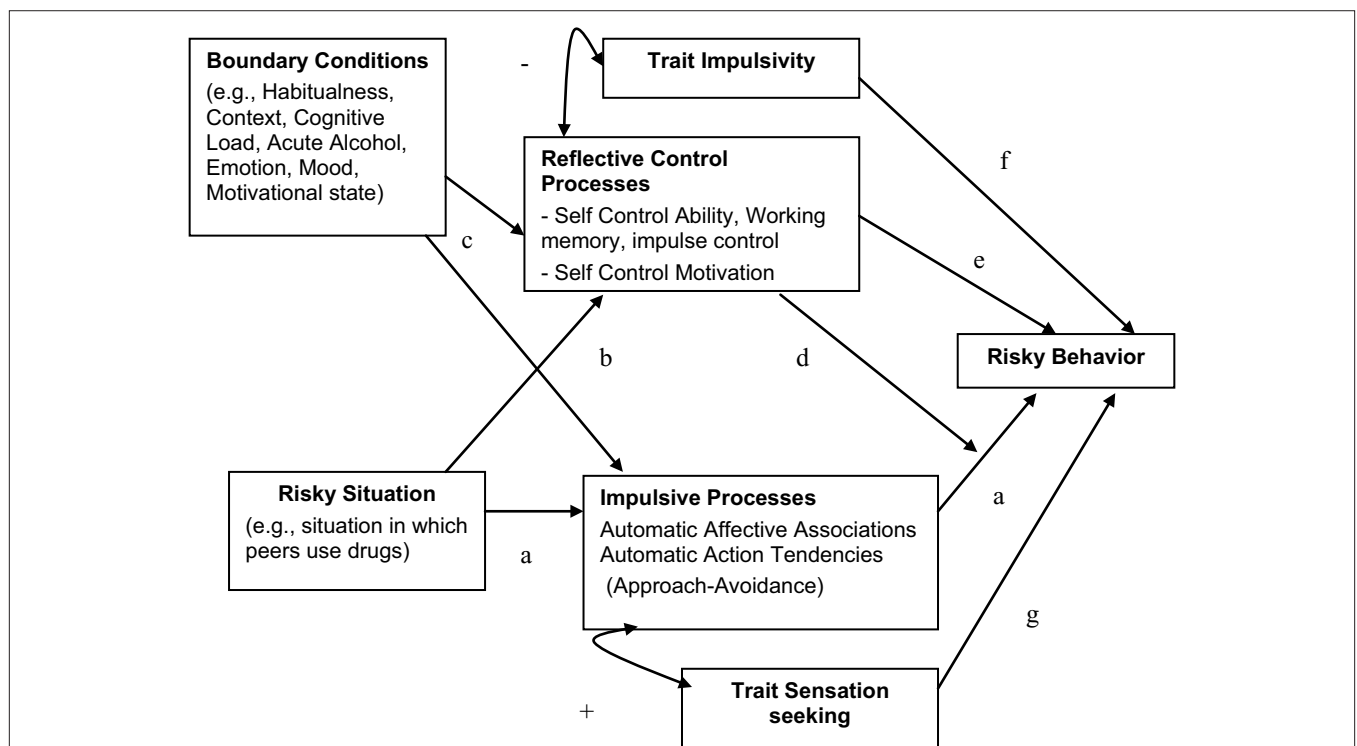 Boundary Conditions
(e.g., Habitualness,
Context, Cognitive
Load, Acute Alcohol,
Emotion, Mood,
Motivational state)
-
Trait Impulsivity
Reflective Control
Processes
- Self Control Ability, Working
memory, impulse control
- Self Control Motivation
f
c
e
b
d
Risky Behavior
Risky Situation
(e.g., situation in which
peers use drugs)
a
Impulsive Processes
Automatic Affective Associations
Automatic Action Tendencies
(Approach-Avoidance)
a
g
+
Trait Sensation
seeking